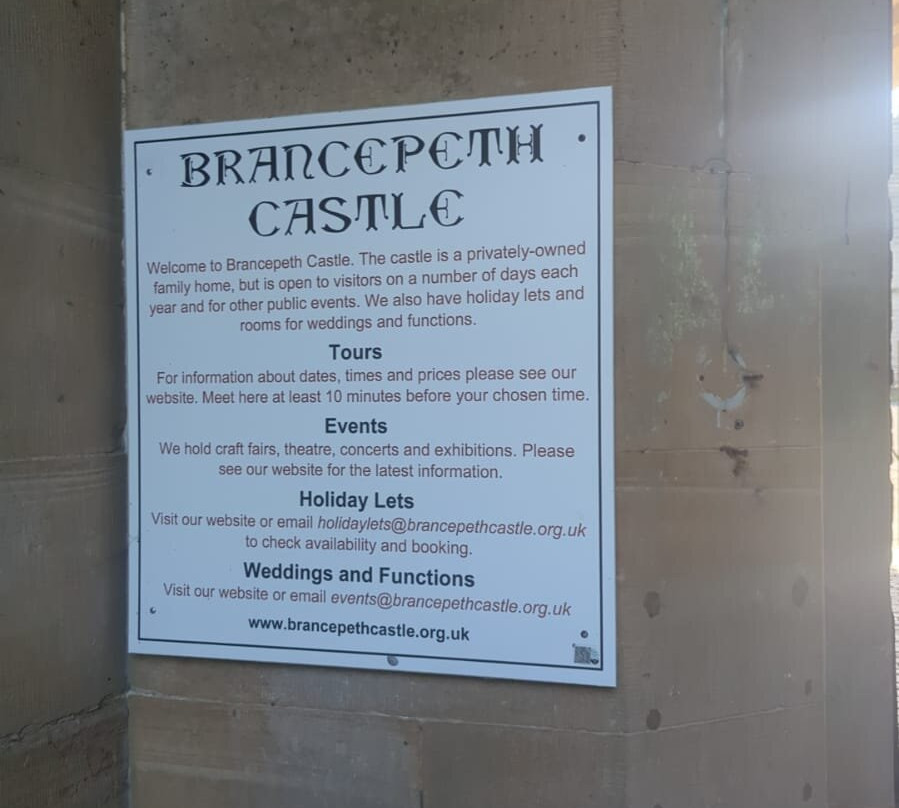 BRANCEPETH
CASTLE
Welcome to Brancepeth Castle. The castle is a privately-owned
family home, but is open to visitors on a number of days each
year and for other public events. We also have holiday lets and
rooms for weddings and functions.
Tours
For information about dates, times and prices please see our
website. Meet here at least 10 minutes before your chosen time.
Events
We hold craft fairs, theatre, concerts and exhibitions. Please
see our website for the latest information.
Holiday Lets
Visit our website or email holidaylets@brancepethcastle.org.uk
to check availability and booking.
Weddings and Functions
Visit our website or email events@brancepethcastle.org.uk
www.brancepethcastle.org.uk